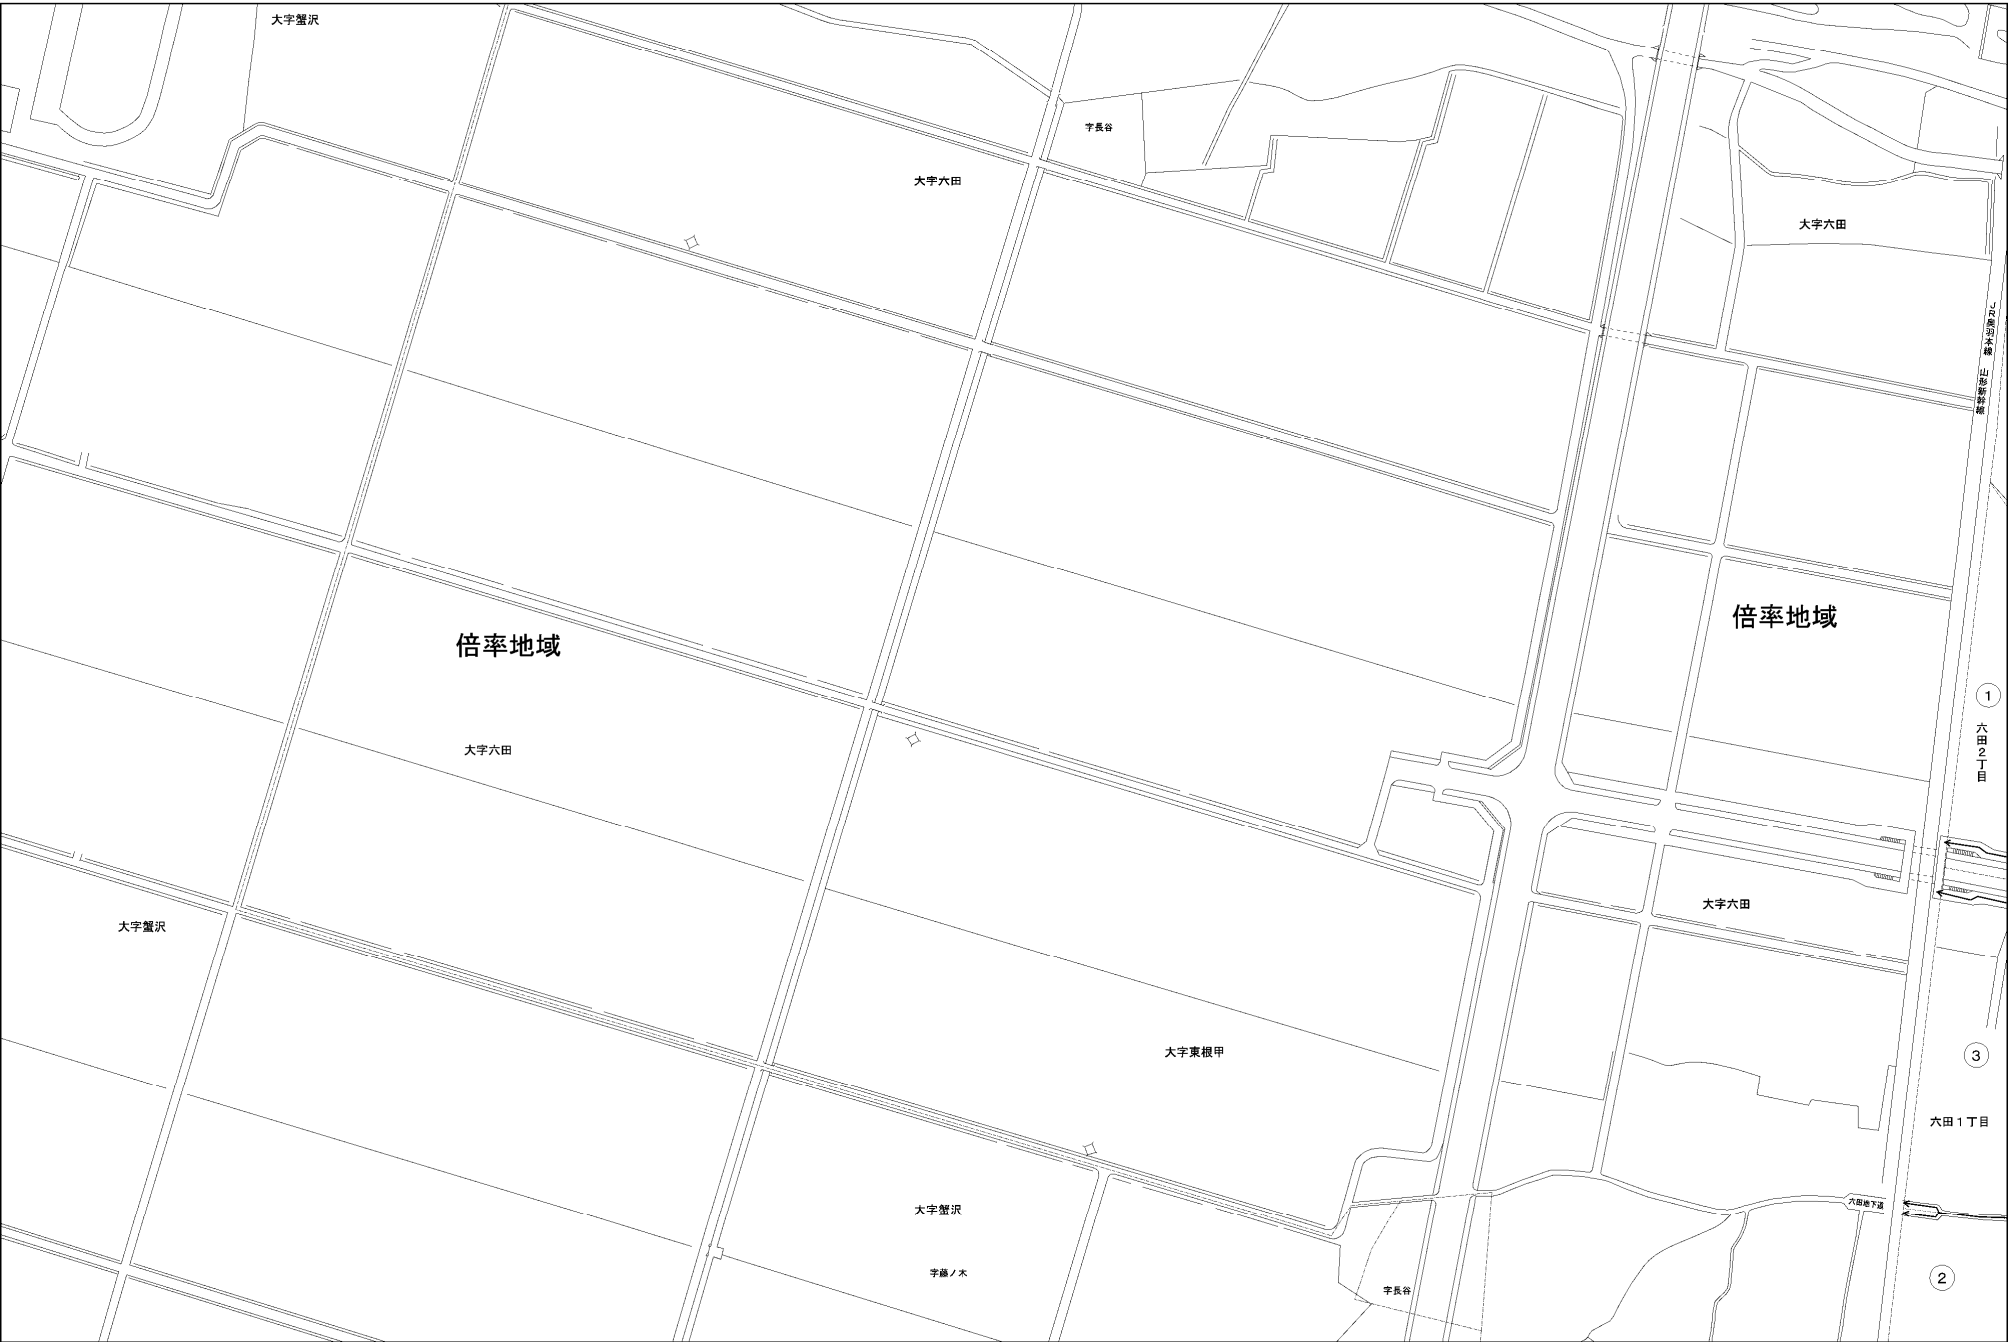 大字蟹沢
字長谷
大字六田
大字六田
JR奥羽本線 山形新幹線
倍率地域
倍率地域
①
六田2丁目
大字六田
大字六田
大字蟹沢
大字東根甲
③
六田1丁目
六田地下道
大字蟹沢
字藤ノ木
②
字長谷